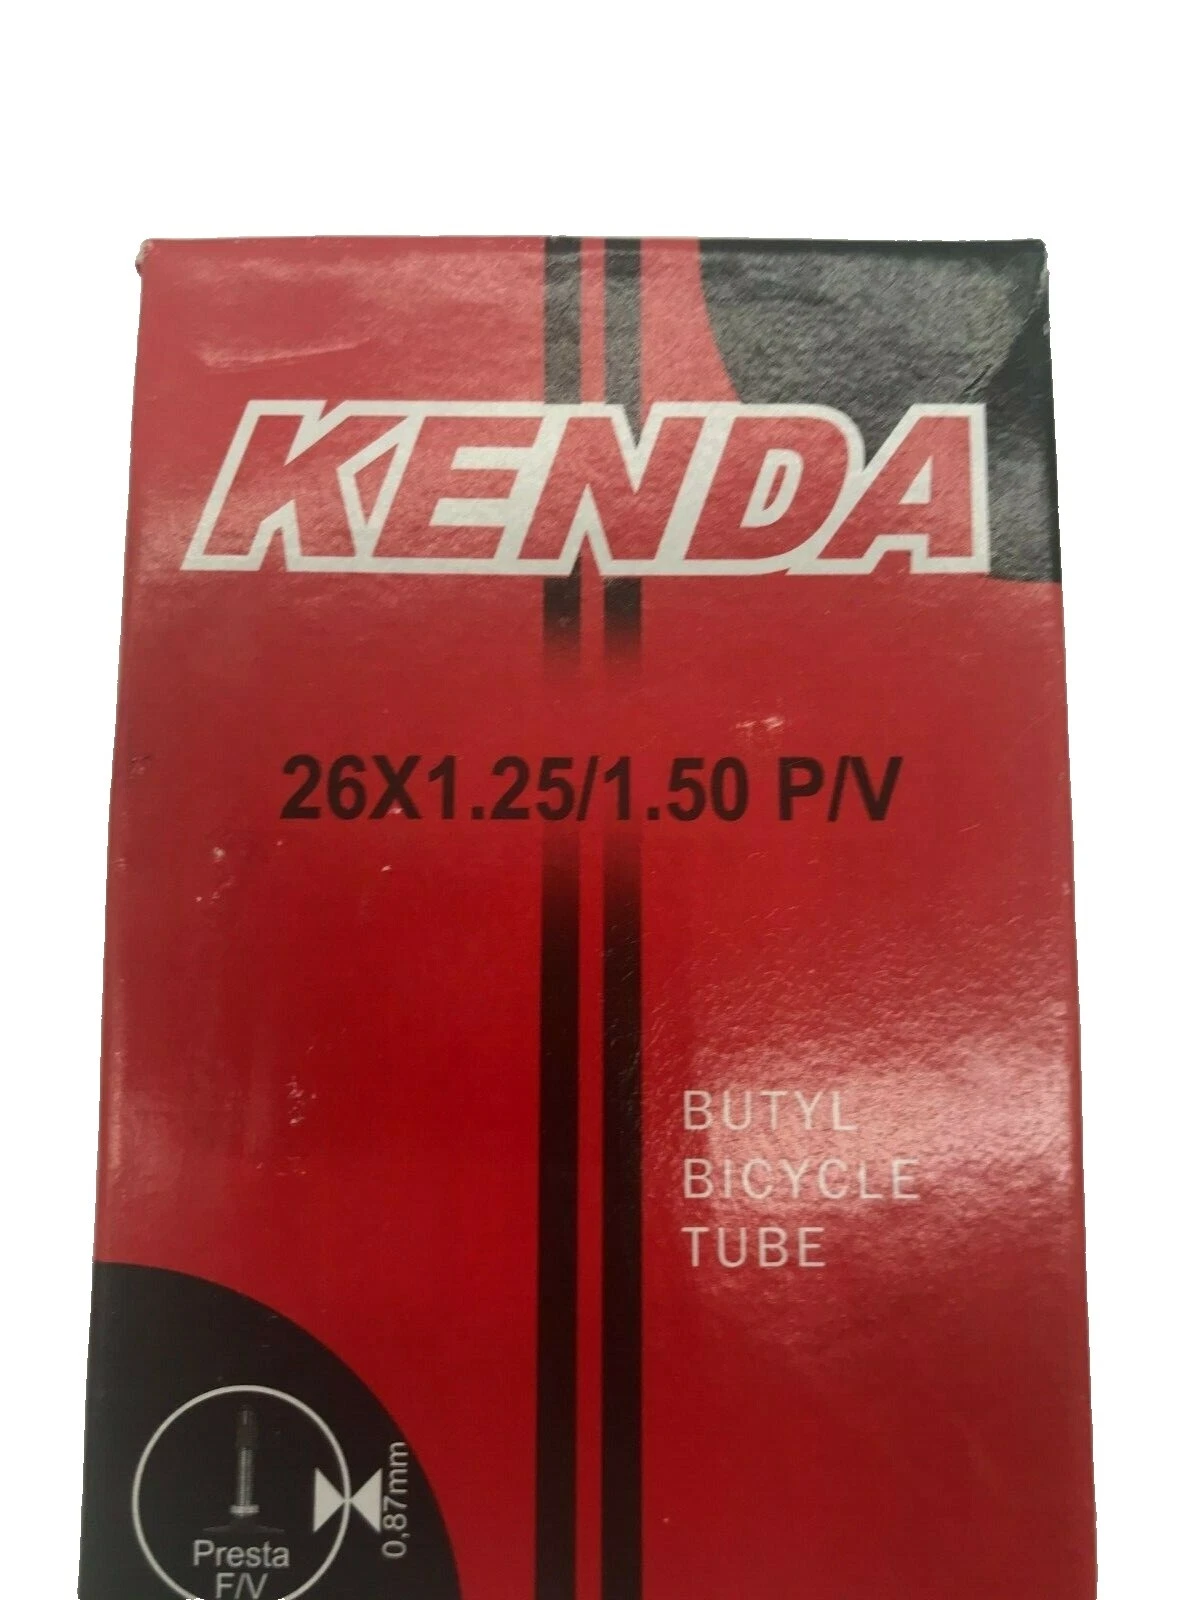 KENDA
26X1.25/1.50 P/V
BUTYL
BICYCLE
TUBE
0,87mm
Presta
F/V